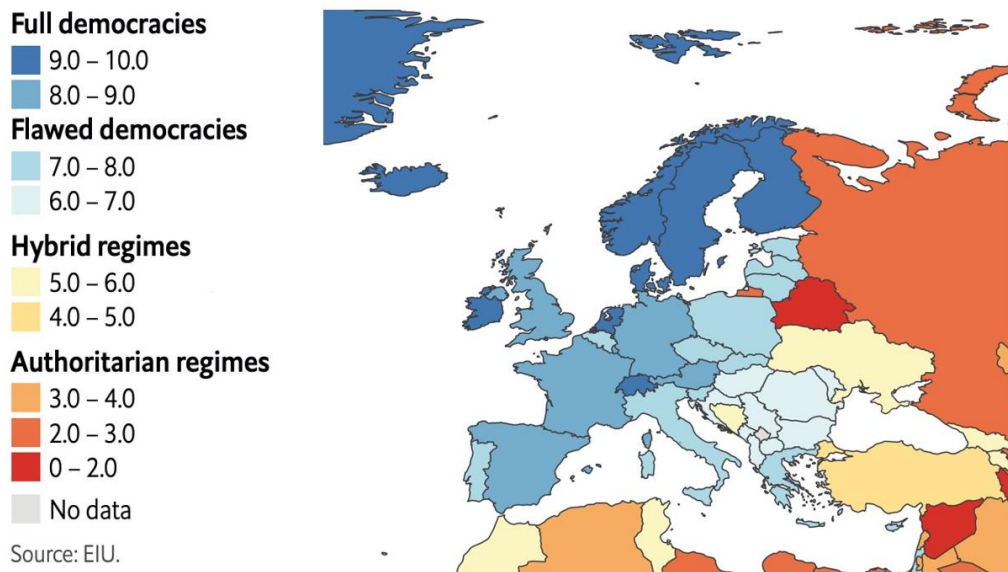 Full democracies
9.0 – 10.0
8.0 – 9.0
Flawed democracies
7.0 – 8.0
6.0 – 7.0
Hybrid regimes
5.0 – 6.0
4.0 – 5.0
Authoritarian regimes
3.0 – 4.0
2.0 – 3.0
0 – 2.0
No data
Source: EIU.